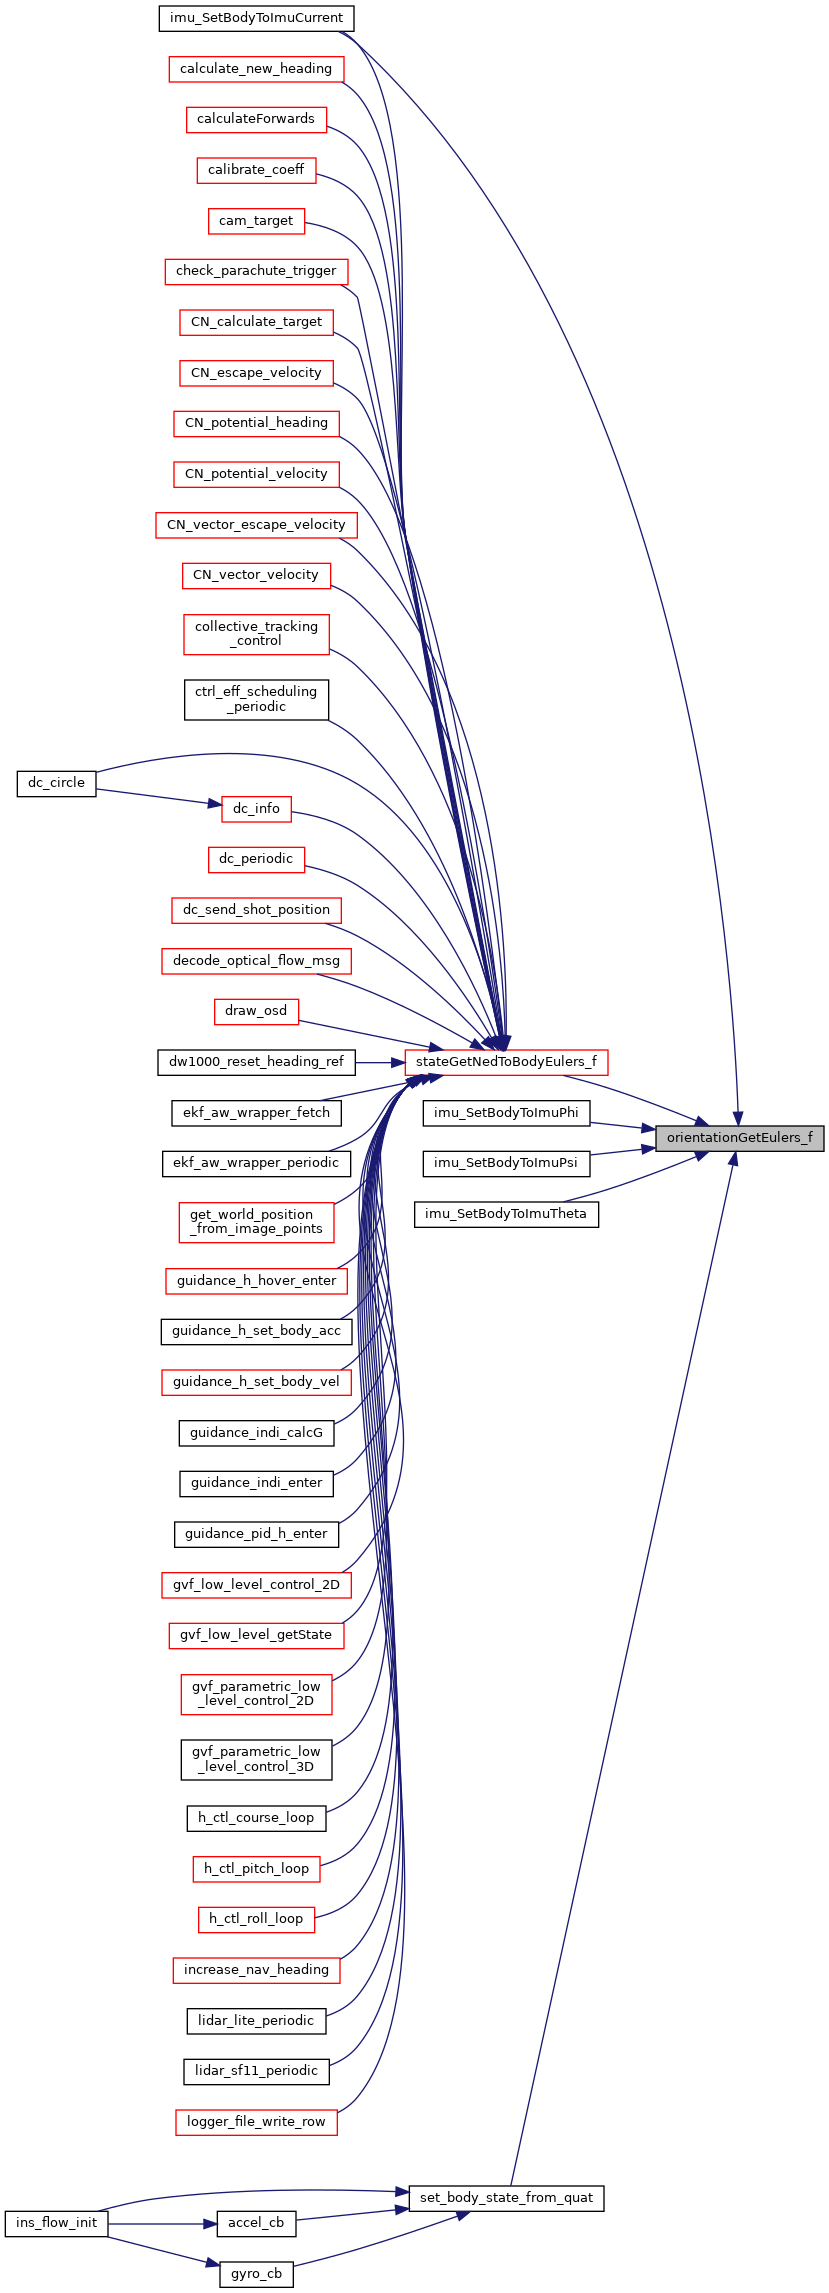 imu_SetBodyToImuCurrent
calculate_new_heading
calculateForwards
calibrate_coeff
cam_target
check_parachute_trigger
CN_calculate_target
CN_escape_velocity
CN_potential_heading
CN_potential_velocity
CN_vector_escape_velocity
CN_vector_velocity
collective_tracking
_control
ctrl_eff_scheduling
_periodic
dc_circle
dc_info
dc_periodic
dc_send_shot_position
decode_optical_flow_msg
draw_osd
dw1000_reset_heading_ref
stateGetNedToBodyEulers_f
ekf_aw_wrapper_fetch
imu_SetBodyToImuPhi
orientationGetEulers_f
ekf_aw_wrapper_periodic
imu_SetBodyToImuPsi
get_world_position
_from_image_points
imu_SetBodyToImuTheta
guidance_h_hover_enter
guidance_h_set_body_acc
guidance_h_set_body_vel
guidance_indi_calcG
guidance_indi_enter
guidance_pid_h_enter
gvf_low_level_control_2D
gvf_low_level_getState
gvf_parametric_low
_level_control_2D
gvf_parametric_low
_level_control_3D
h_ctl_course_loop
h_ctl_pitch_loop
h_ctl_roll_loop
increase_nav_heading
lidar_lite_periodic
lidar_sf11_periodic
logger_file_write_row
set_body_state_from_quat
ins_flow_init
accel_cb
gyro_cb